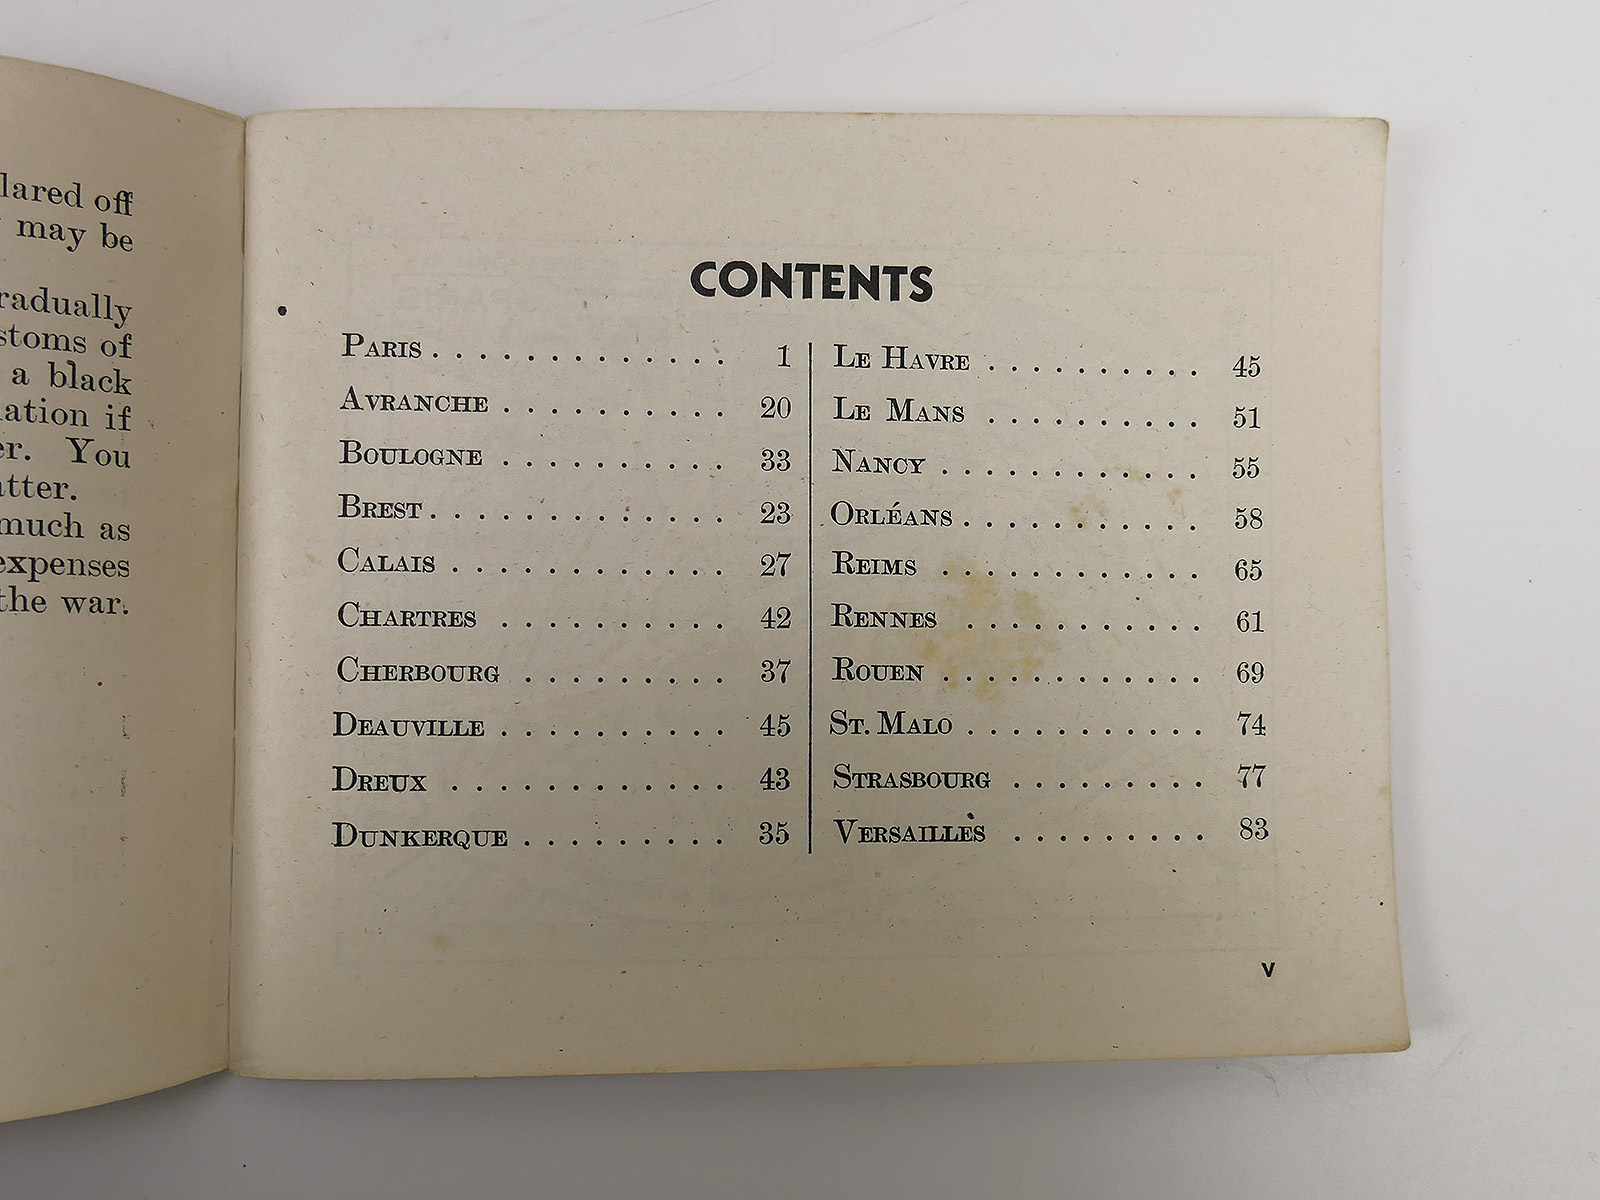 lared off
may be
radually
stoms of
a black
lation if
er. You
atter.
much as
expenses
the war.
CONTENTS
PARIS . . . . . . . . . . . . . . 1
AVRANCHE . . . . . . . . . . 20
BOULOGNE . . . . . . . . . . 33
BREST . . . . . . . . . . . . . . 23
CALAIS . . . . . . . . . . . . . 27
CHARTRES . . . . . . . . . . 42
CHERBOURG . . . . . . . . . 37
DEAUVILLE . . . . . . . . . . 45
DREUX . . . . . . . . . . . . . 43
DUNKERQUE . . . . . . . . . 35
LE HAVRE . . . . . . . . . . 45
LE MANS . . . . . . . . . . 51
NANCY . . . . . . . . . . . . 55
ORLÉANS . . . . . . . . . . . 58
REIMS . . . . . . . . . . . . 65
RENNES . . . . . . . . . . . 61
ROUEN . . . . . . . . . . . . 69
ST. MALO . . . . . . . . . . . 74
STRASBOURG . . . . . . . . . 77
VERSAILLES . . . . . . . . . 83
v